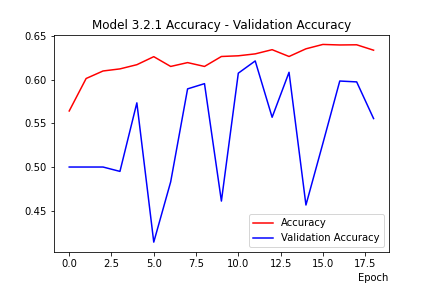 Model 3.2.1 Accuracy - Validation Accuracy
0.65
0.60
0.55
0.50
0.45
Accuracy
Validation Accuracy
0.0 2.5 5.0 7.5 10.0 12.5 15.0 17.5
Epoch